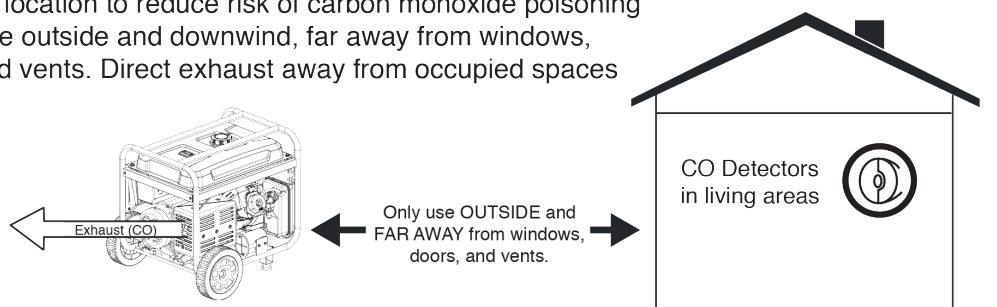 location to reduce risk of carbon monoxide poisoning
e outside and downwind, far away from windows,
d vents. Direct exhaust away from occupied spaces
CO Detectors
in living areas
Exhaust (CO)
Only use OUTSIDE and
FAR AWAY from windows,
doors, and vents.